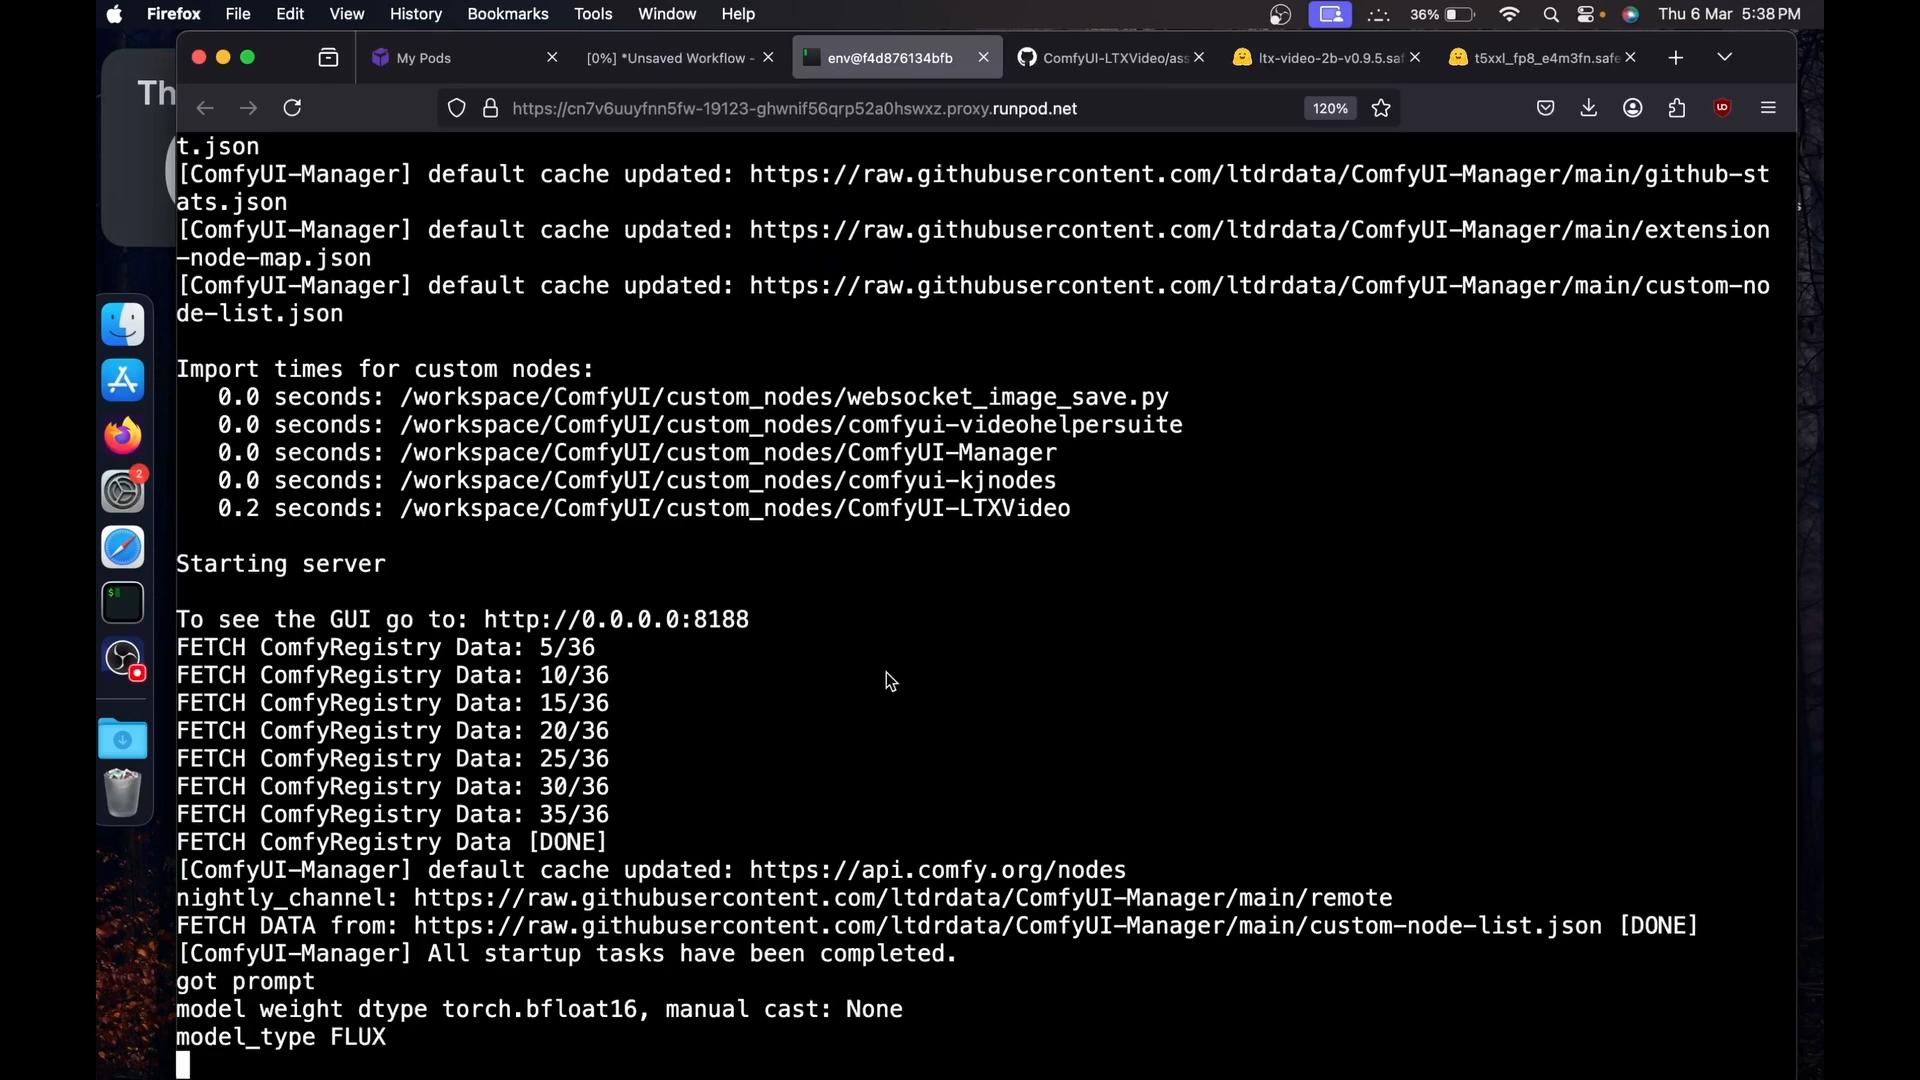 Firefox File Edit View History Bookmarks Tools Window Help 36% Thu 6 Mar 5:38 PM
Th
My Pods [0%] *Unsaved Workflow - env@f4d876134bfb ComfyUI-LTXVideo/ass ltx-video-2b-v0.9.5.saf t5xxl_fp8_e4m3fn.safe
https://cn7v6uuyfnn5fw-19123-ghwnif56qrp52a0hswxz.proxy.runpod.net 120%
t.json
[ComfyUI-Manager] default cache updated: https://raw.githubusercontent.com/ltdrdata/ComfyUI-Manager/main/github-st
ats.json
[ComfyUI-Manager] default cache updated: https://raw.githubusercontent.com/ltdrdata/ComfyUI-Manager/main/extension
-node-map.json
[ComfyUI-Manager] default cache updated: https://raw.githubusercontent.com/ltdrdata/ComfyUI-Manager/main/custom-no
de-list.json
Import times for custom nodes:
0.0 seconds: /workspace/ComfyUI/custom_nodes/websocket_image_save.py
0.0 seconds: /workspace/ComfyUI/custom_nodes/comfyui-videohelpersuite
0.0 seconds: /workspace/ComfyUI/custom_nodes/ComfyUI-Manager
0.0 seconds: /workspace/ComfyUI/custom_nodes/comfyui-kjnodes
0.2 seconds: /workspace/ComfyUI/custom_nodes/ComfyUI-LTXVideo
Starting server
To see the GUI go to: http://0.0.0.0:8188
FETCH ComfyRegistry Data: 5/36
FETCH ComfyRegistry Data: 10/36
FETCH ComfyRegistry Data: 15/36
FETCH ComfyRegistry Data: 20/36
FETCH ComfyRegistry Data: 25/36
FETCH ComfyRegistry Data: 30/36
FETCH ComfyRegistry Data: 35/36
FETCH ComfyRegistry Data [DONE]
[ComfyUI-Manager] default cache updated: https://api.comfy.org/nodes
nightly_channel: https://raw.githubusercontent.com/ltdrdata/ComfyUI-Manager/main/remote
FETCH DATA from: https://raw.githubusercontent.com/ltdrdata/ComfyUI-Manager/main/custom-node-list.json [DONE]
[ComfyUI-Manager] All startup tasks have been completed.
got prompt
model weight dtype torch.bfloat16, manual cast: None
model_type FLUX
2